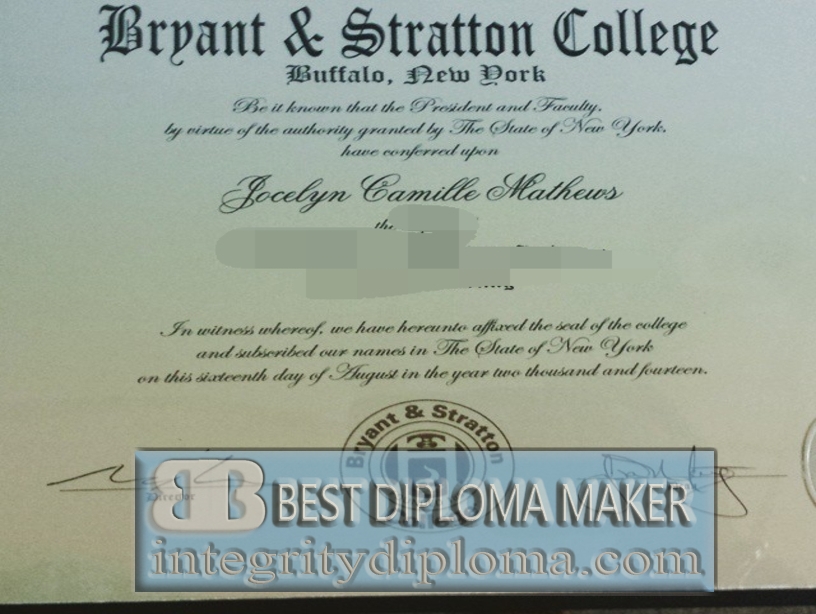 Bryant & Stratton College
Buffalo, New York
Be it known that the President and Faculty,
by virtue of the authority granted by The State of New York,
have conferred upon
Jocelyn Camille Mathews
the
In witness whereof, we have hereunto affixed the seal of the college
and subscribed our names in The State of New York
on this sixteenth day of August in the year two thousand and fourteen.
Bryant & Stratton
Director
BB BEST DIPLOMA MAKER
integritydiploma.com